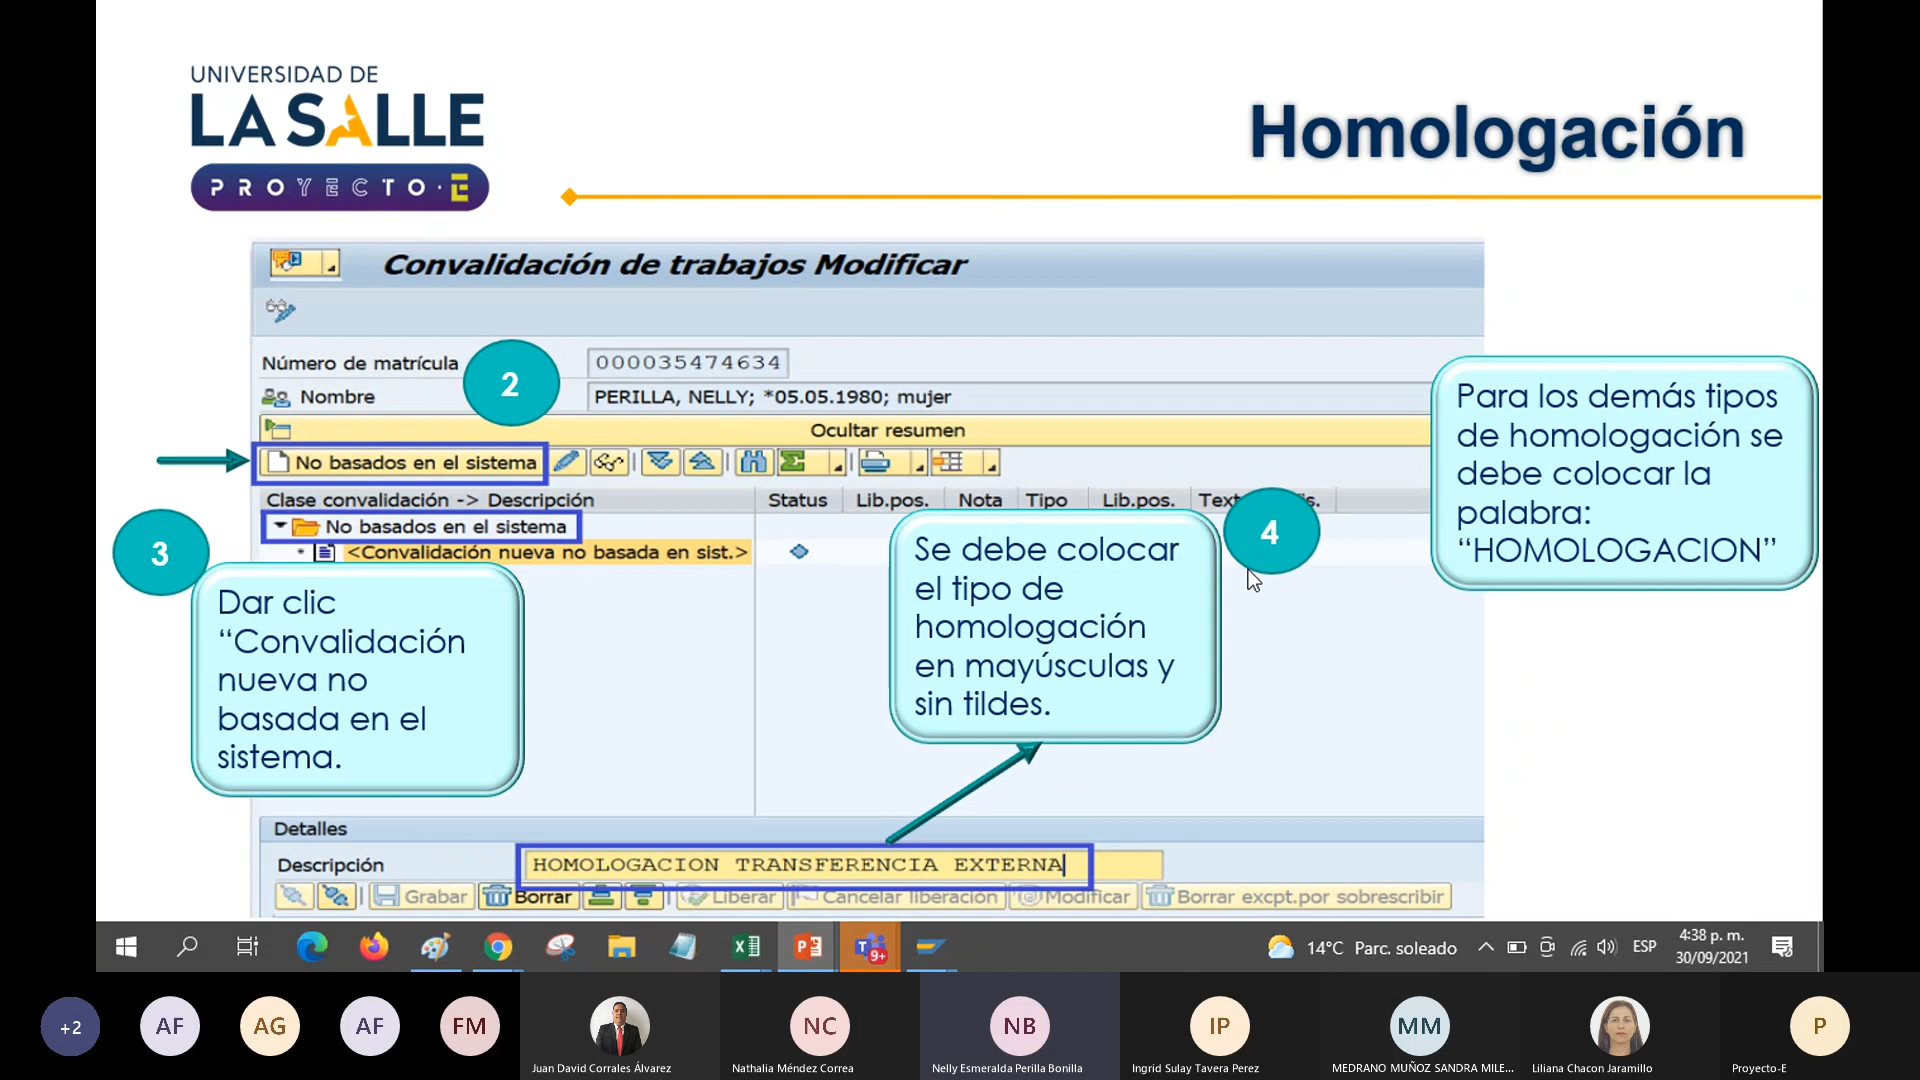 UNIVERSIDAD DE
LA SALLE
PROYECTO·E
Homologación
Convalidación de trabajos Modificar
Número de matrícula
000035474634
2
Nombre
PERILLA, NELLY; *05.05.1980; mujer
Ocultar resumen
No basados en el sistema
Clase convalidación -> Descripción
Status
Lib.pos.
Nota
Tipo
Lib.pos.
No basados en el sistema
<Convalidación nueva no basada en sist.>
3
Dar clic
“Convalidación
nueva no
basada en el
sistema.
Se debe colocar
el tipo de
homologación
en mayúsculas y
sin tildes.
4
Para los demás tipos
de homologación se
debe colocar la
palabra:
“HOMOLOGACION”
Detalles
Descripción
HOMOLOGACION TRANSFERENCIA EXTERNA
Grabar
Borrar
Liberar
Cancelar liberación
Modificar
Borrar excpt.por sobrescribir
9+
14°C Parc. soleado
ESP
4:38 p. m.
30/09/2021
+2
AF
AG
AF
FM
Juan David Corrales Álvarez
NC
Nathalia Méndez Correa
NB
Nelly Esmeralda Perilla Bonilla
IP
Ingrid Sulay Tavera Perez
MM
MEDRANO MUÑOZ SANDRA MILE...
Liliana Chacon Jaramillo
P
Proyecto-E